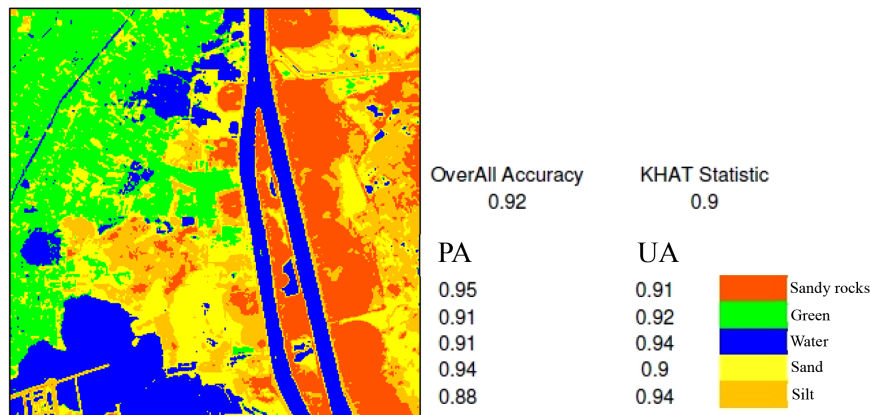 OverAll Accuracy KHAT Statistic
0.92 0.9
PA UA
0.95 0.91 Sandy rocks
0.91 0.92 Green
0.91 0.94 Water
0.94 0.9 Sand
0.88 0.94 Silt